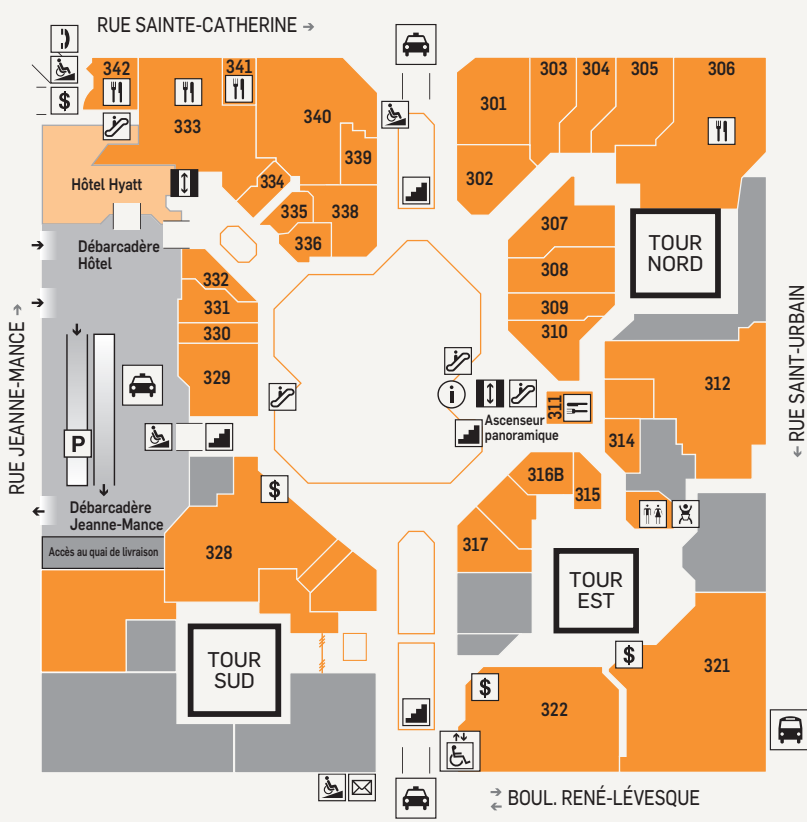 RUE SAINTE-CATHERINE →
342
341
303
304
305
306
333
340
301
339
302
Hôtel Hyatt
334
335
338
336
307
TOUR
NORD
Débarcadère
Hôtel
308
332
331
309
330
310
329
RUE JEANNE-MANCE →
RUE SAINT-URBAIN
312
311
Ascenseur
panoramique
314
P
$
$
$
$
i
316B
315
Débarcadère
Jeanne-Mance
Accès au quai de livraison
328
317
TOUR
EST
TOUR
SUD
321
322
BOUL. RENÉ-LÉVESQUE